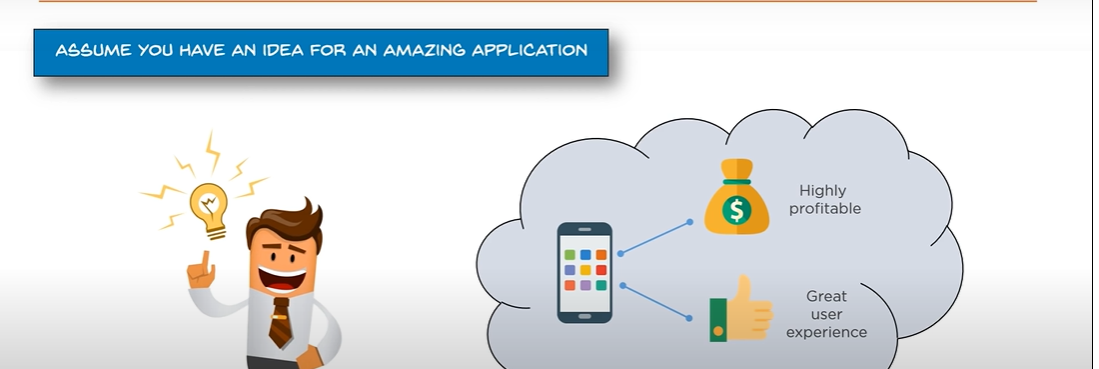 ASSUME YOU HAVE AN IDEA FOR AN AMAZING APPLICATION
$
Highly
profitable
Great
user
experience